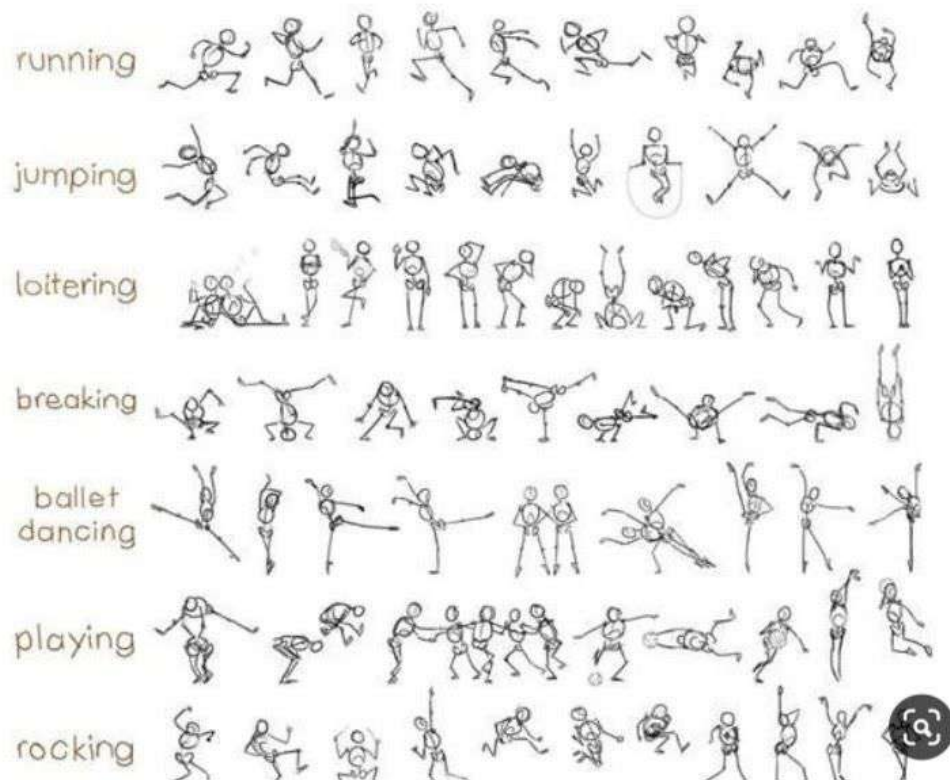 running
jumping
loitering
breaking
ballet
dancing
playing
rocking